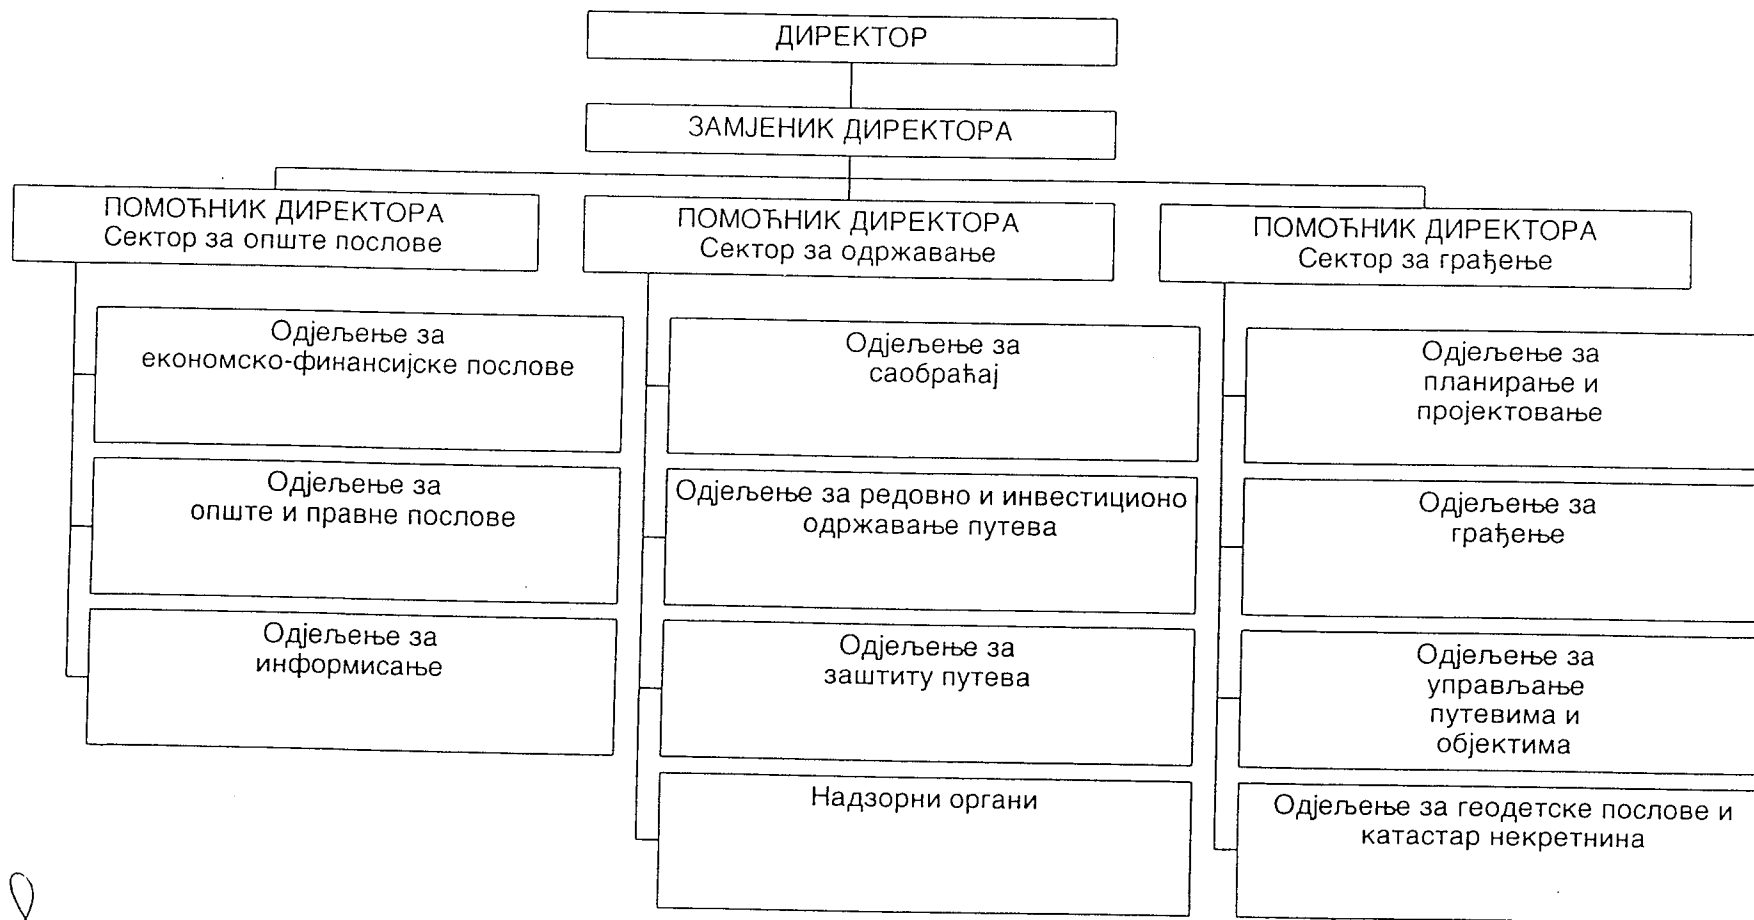 ДИРЕКТОР
ЗАМЈЕНИК ДИРЕКТОРА
ПОМОЋНИК ДИРЕКТОРА
Сектор за опште послове
ПОМОЋНИК ДИРЕКТОРА
Сектор за одржавање
ПОМОЋНИК ДИРЕКТОРА
Сектор за грађење
Одјељење за
економско-финансијске послове
Одјељење за
опште и правне послове
Одјељење за
информисање
Одјељење за
саобраћај
Одјељење за редовно и инвестиционо
одржавање путева
Одјељење за
заштиту путева
Надзорни органи
Одјељење за
планирање и
пројектовање
Одјељење за
грађење
Одјељење за
управљање
путевима и
објектима
Одјељење за геодетске послове и
катастар некретнина